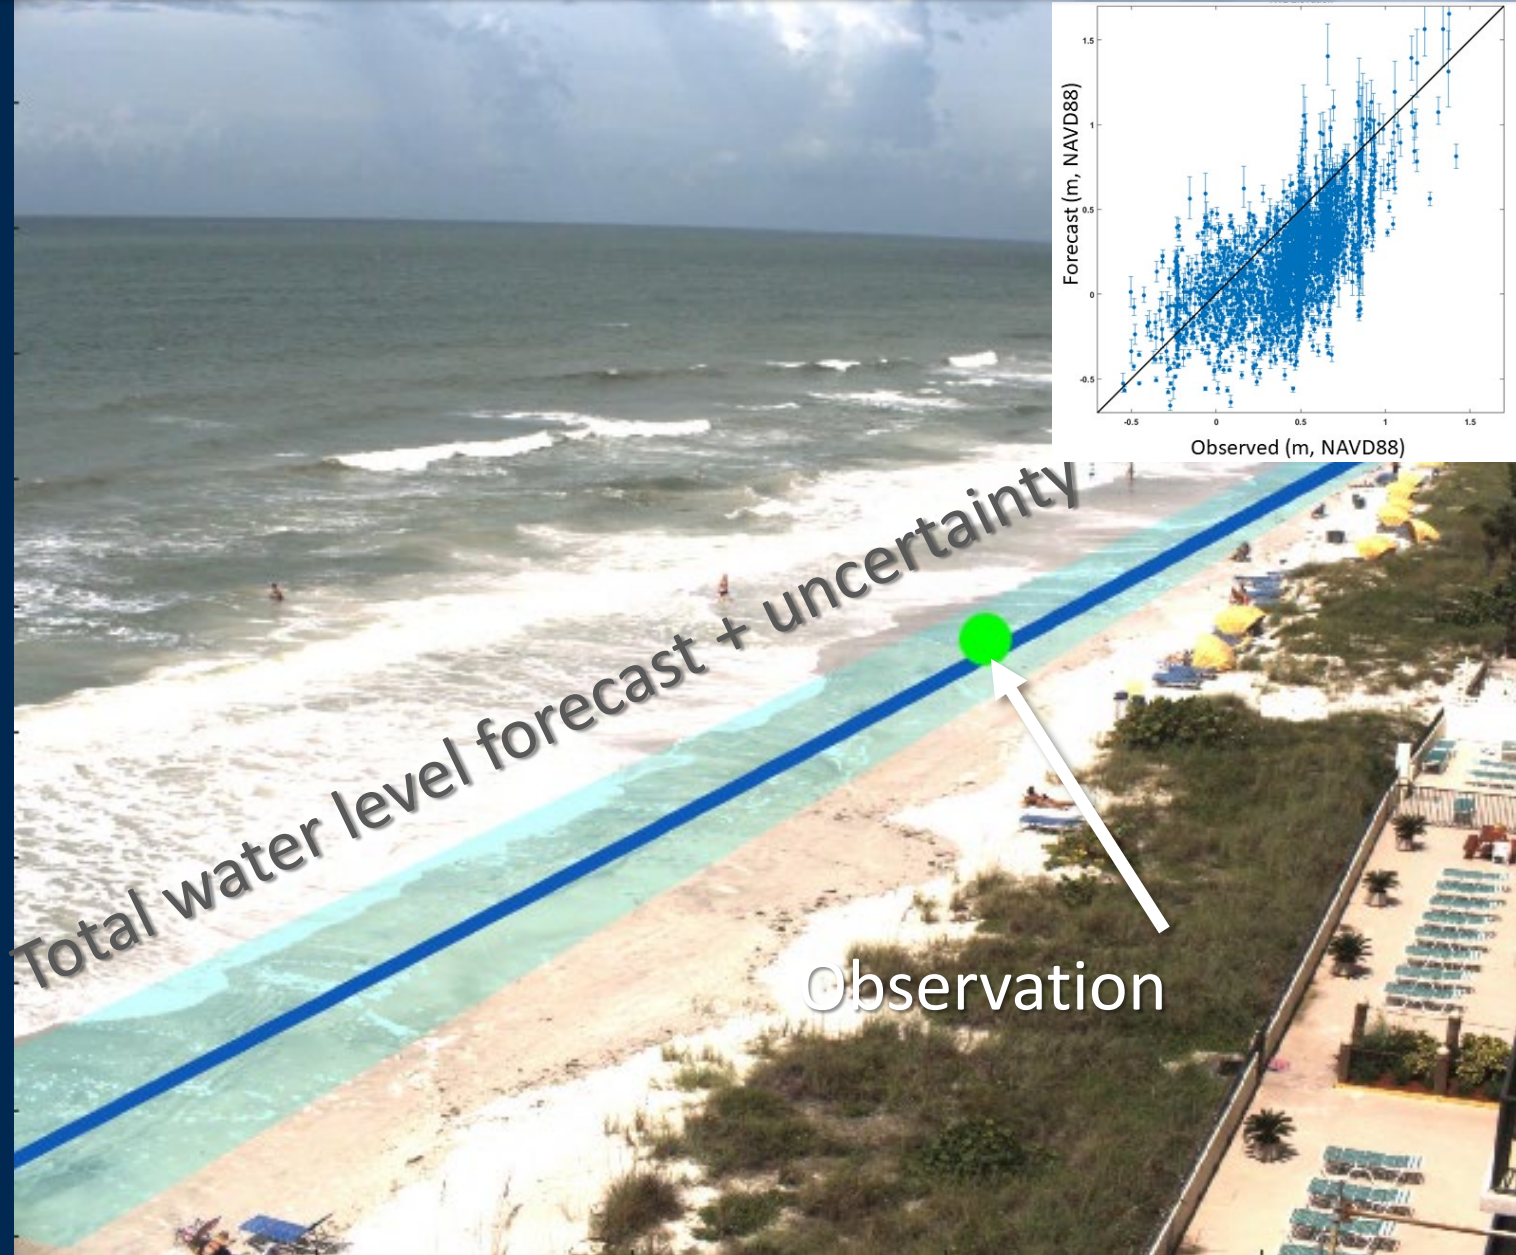 1.5
1
0.5
0
-0.5
Forecast (m, NAVD88)
-0.5
0
0.5
1
1.5
Observed (m, NAVD88)
Total water level forecast + uncertainty
Observation